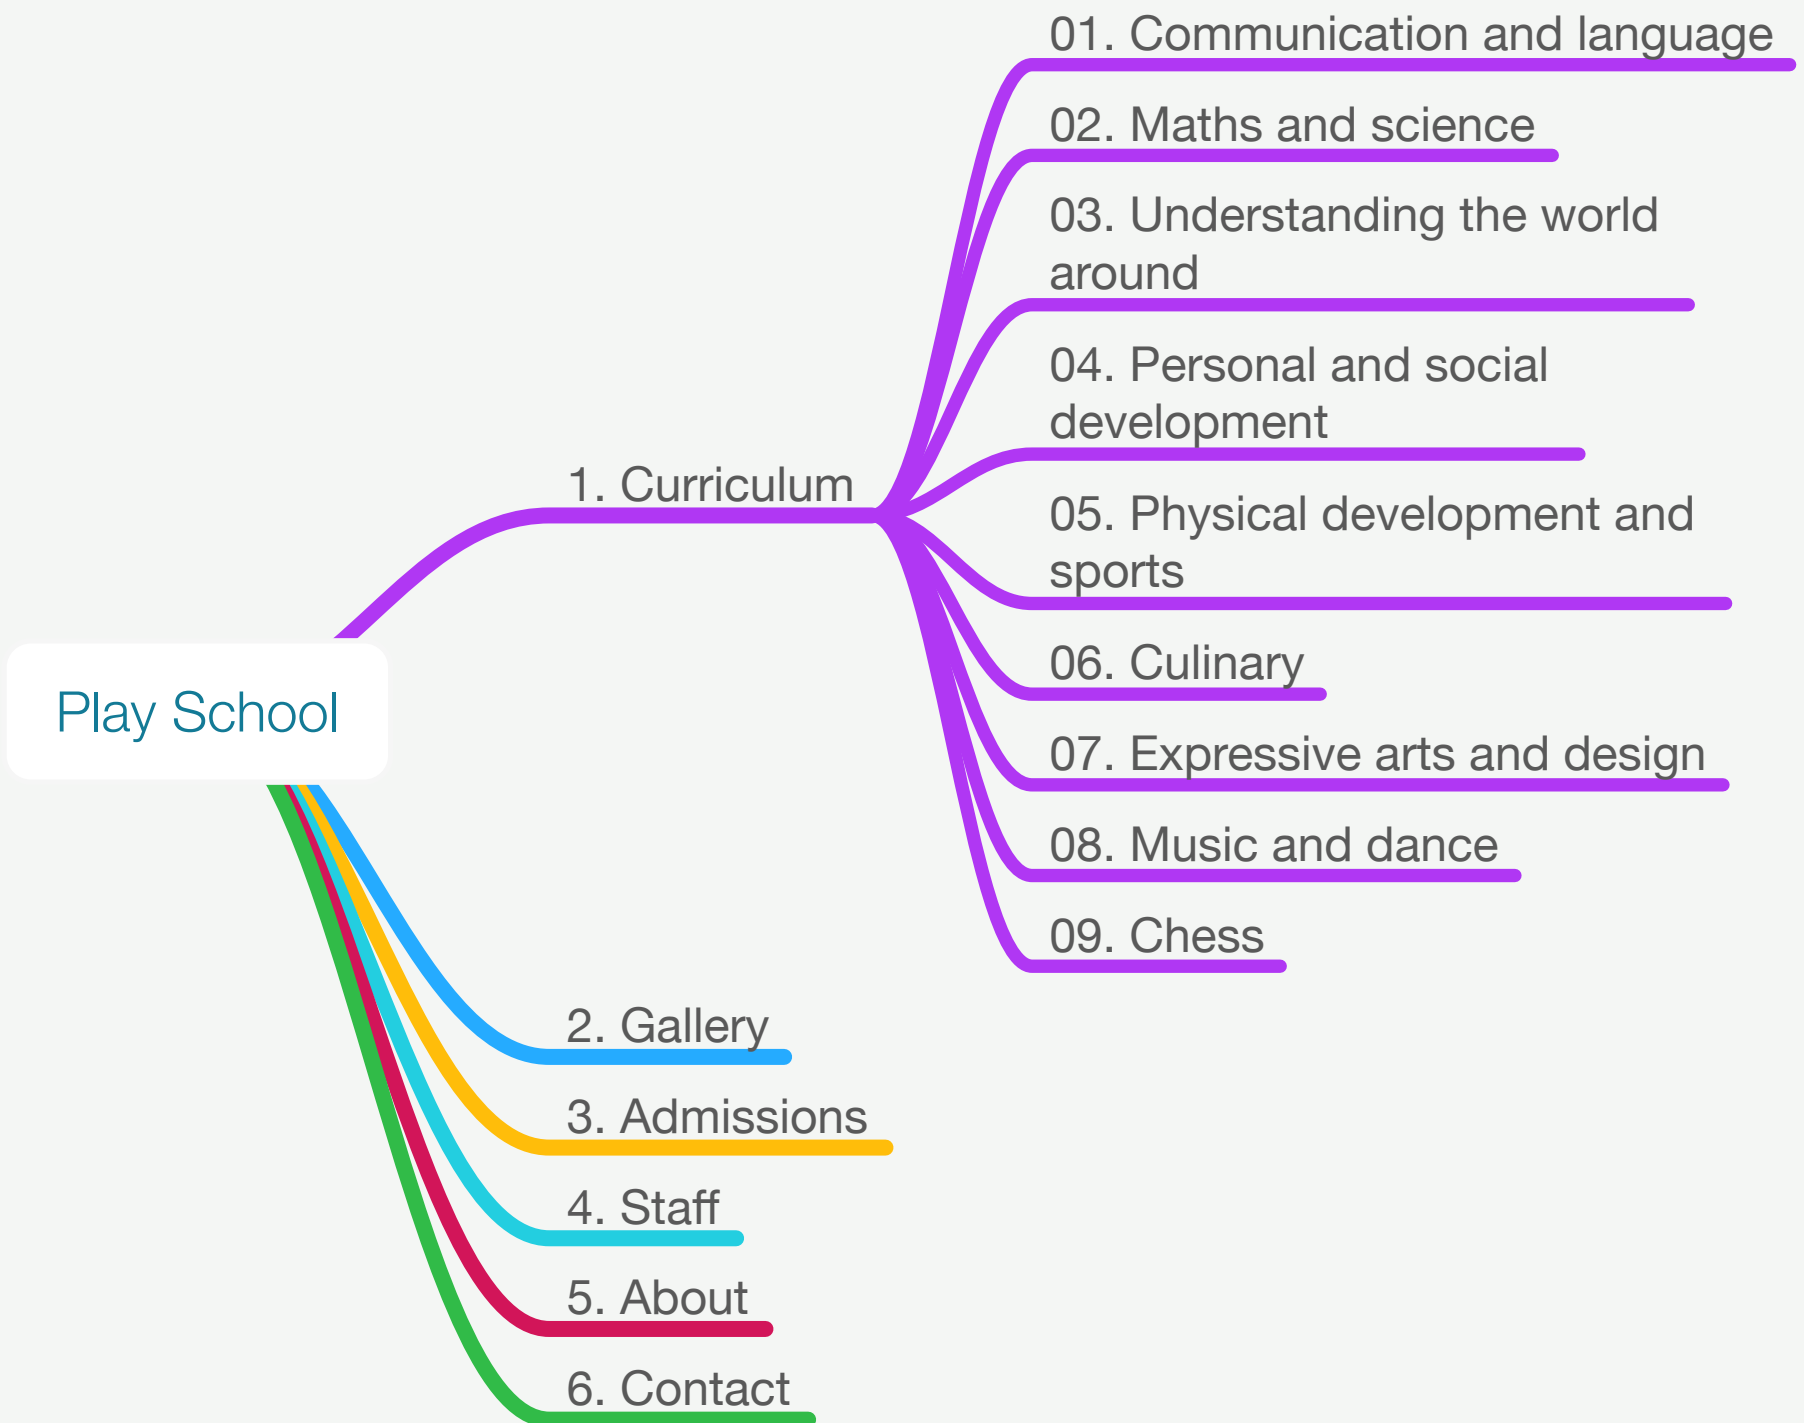 Play School
1. Curriculum
01. Communication and language
02. Maths and science
03. Understanding the world
around
04. Personal and social
development
05. Physical development and
sports
06. Culinary
07. Expressive arts and design
08. Music and dance
09. Chess
2. Gallery
3. Admissions
4. Staff
5. About
6. Contact